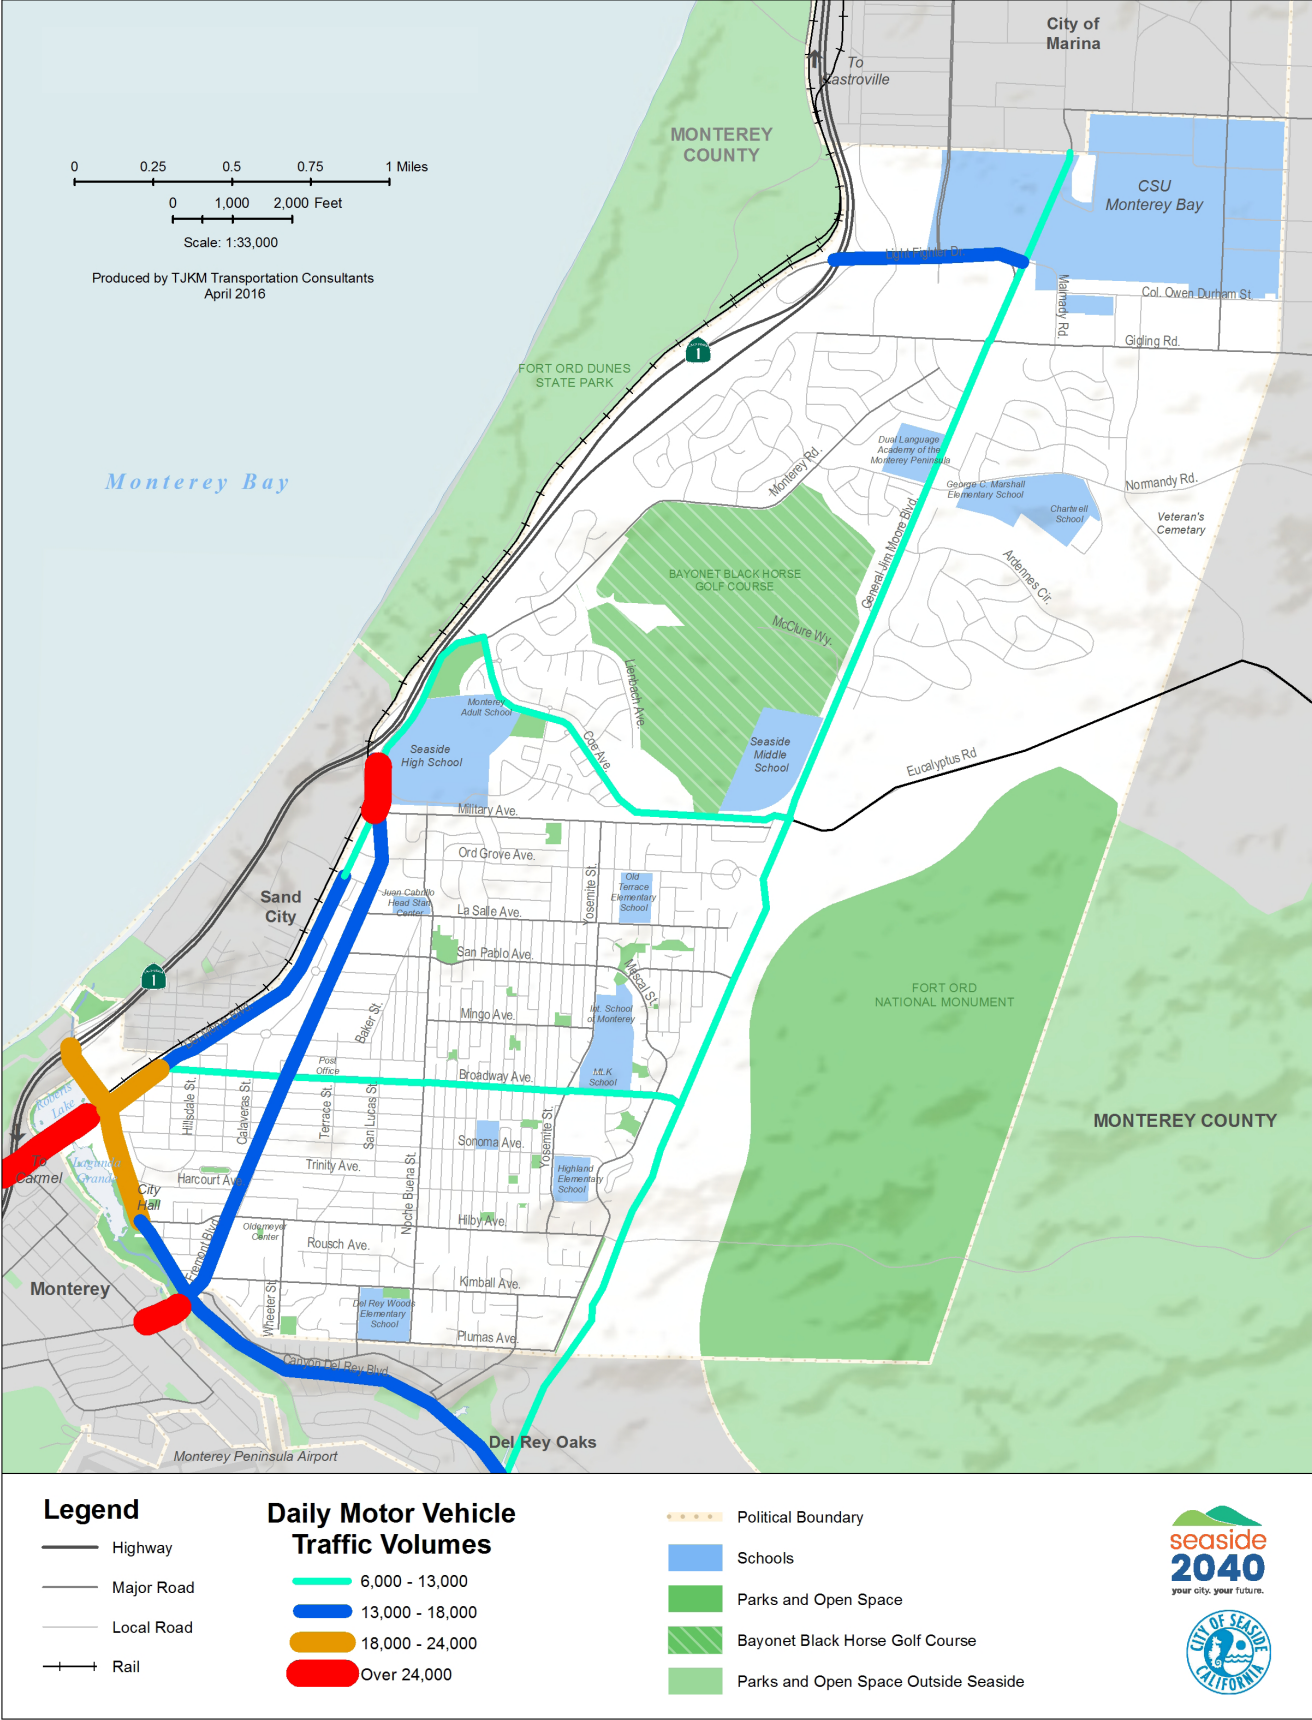 City of
Marina
To
Castroville
MONTEREY
COUNTY
0 0.25 0.5 0.75 1 Miles
0 1,000 2,000 Feet
Scale: 1:33,000
Produced by TJKM Transportation Consultants
April 2016
CSU
Monterey Bay
Light Fighter Dr.
Malmady Rd.
Col. Owen Durham St.
Gigling Rd.
1
FORT ORD DUNES
STATE PARK
Monterey Bay
Monterey Rd.
Dual Language
Academy of the
Monterey Peninsula
George C. Marshall
Elementary School
Chartwell
School
Normandy Rd.
Veteran's
Cemetary
General Jim Moore Blvd.
Ardennes Cir.
BAYONET BLACK HORSE
GOLF COURSE
McClure Wy.
Lienbach Ave.
Monterey
Adult School
Seaside
High School
Coe Ave.
Seaside
Middle
School
Eucalyptus Rd
Military Ave.
Ord Grove Ave.
Yosemite St.
Old
Terrace
Elementary
School
Sand
City
Juan Cabrillo
Head Start
Center
La Salle Ave.
San Pablo Ave.
Mescal St.
1
FORT ORD
NATIONAL MONUMENT
Int. School
of Monterey
Mingo Ave.
Baker St.
Post
Office
Broadway Ave.
MLK
School
Roberts
Lake
Hillsdale St.
Calaveras St.
Terrace St.
San Lucas St.
Yosemite St.
MONTEREY COUNTY
Sonoma Ave.
To
Carmel
Laguna
Grande
Trinity Ave.
Harcourt Ave.
Highland
Elementary
School
City
Hall
Noche Buena St.
Hilby Ave.
Oldemeyer
Center
Rousch Ave.
Fremont Blvd.
Monterey
Kimball Ave.
Wheeler St.
Del Rey Woods
Elementary
School
Plumas Ave.
Canyon Del Rey Blvd.
Del Rey Oaks
Monterey Peninsula Airport
Legend
Highway
Major Road
Local Road
Rail
Daily Motor Vehicle
Traffic Volumes
6,000 - 13,000
13,000 - 18,000
18,000 - 24,000
Over 24,000
Political Boundary
Schools
Parks and Open Space
Bayonet Black Horse Golf Course
Parks and Open Space Outside Seaside
seaside
2040
your city. your future.
CITY OF SEASIDE
CALIFORNIA